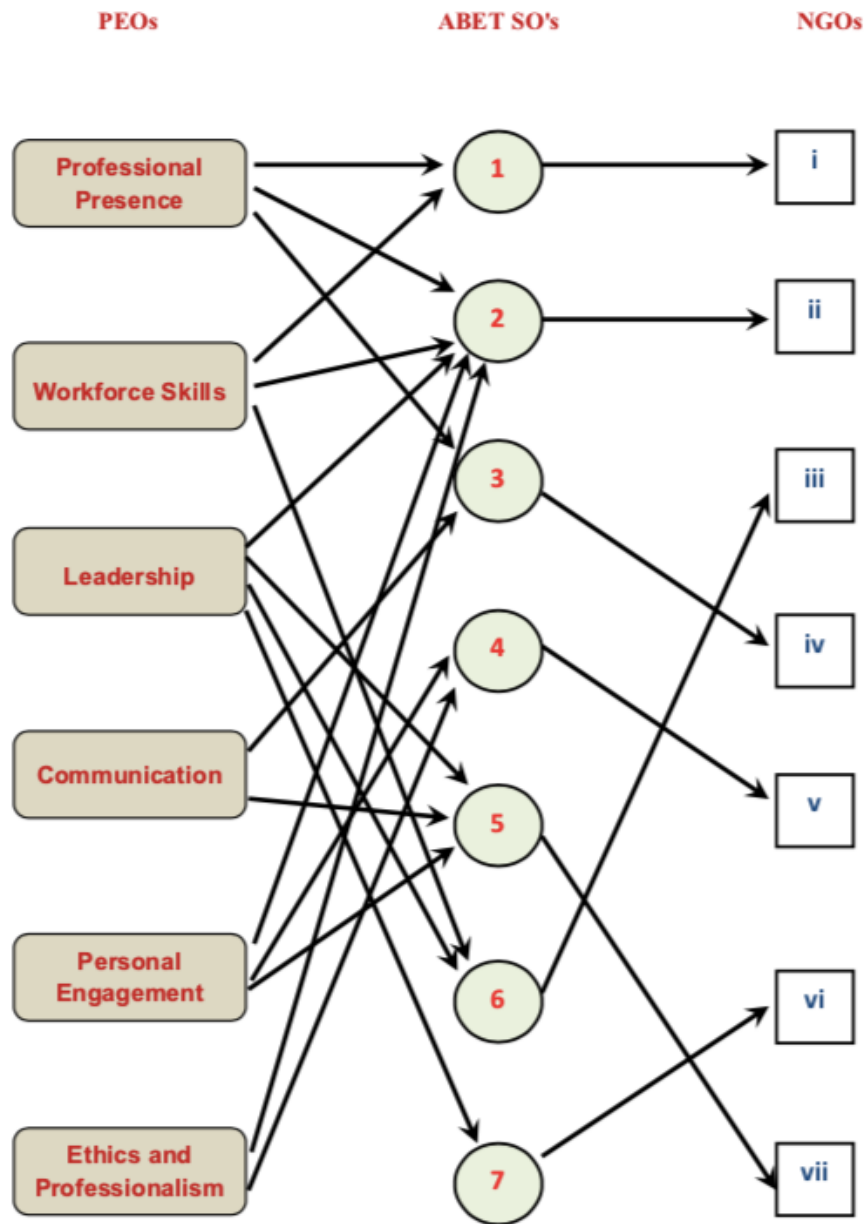 PEOs
ABET SO's
NGOs
Professional
Presence
1
i
2
ii
Workforce Skills
3
iii
Leadership
4
iv
Communication
5
v
Personal
Engagement
6
vi
Ethics and
Professionalism
7
vii